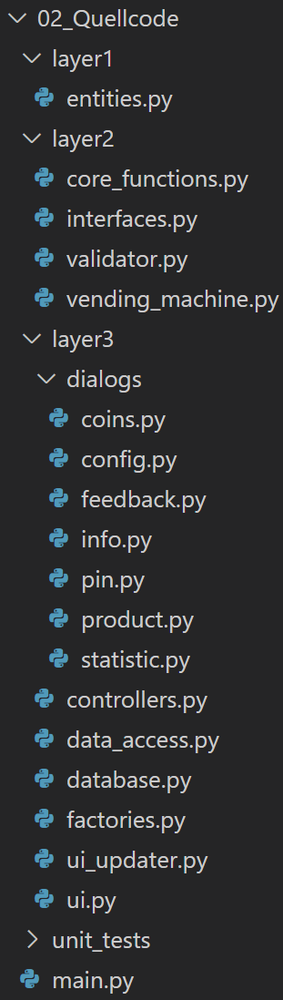 02_Quellcode
layer1
entities.py
layer2
core_functions.py
interfaces.py
validator.py
vending_machine.py
layer3
dialogs
coins.py
config.py
feedback.py
info.py
pin.py
product.py
statistic.py
controllers.py
data_access.py
database.py
factories.py
ui_updater.py
ui.py
unit_tests
main.py